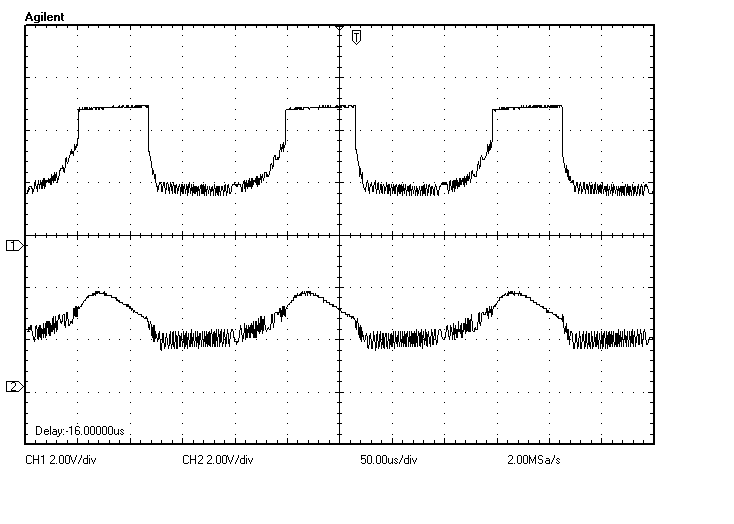 Agilent
T
1
2
Delay:-16.00000us
CH1 2.00V/div CH2 2.00V/div 50.00us/div 2.00MSa/s